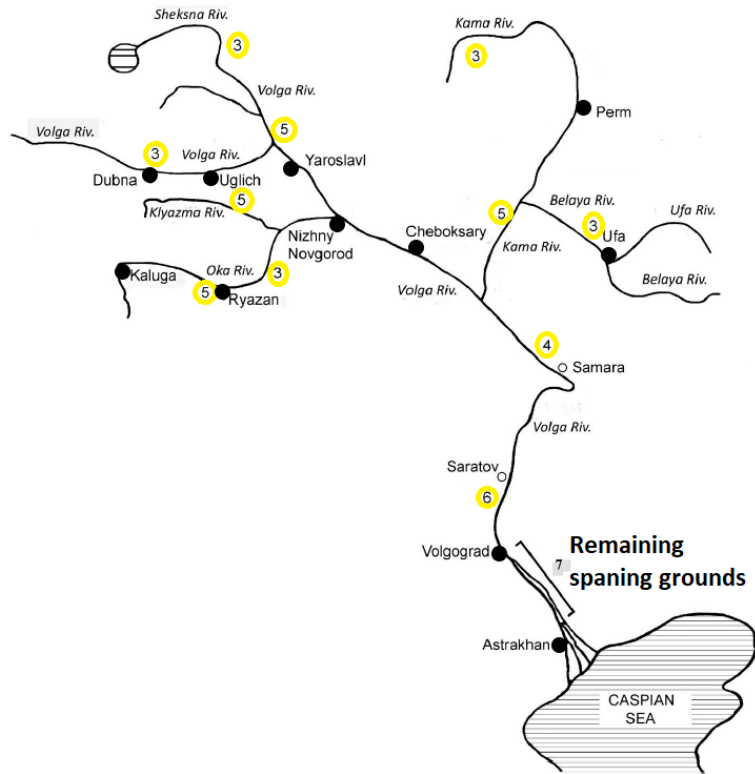 Sheksna Riv.
3
Kama Riv.
3
Volga Riv.
Perm
Volga Riv.
5
3
Volga Riv.
Yaroslavl
Dubna
Uglich
Belaya Riv.
5
Klyazma Riv.
5
3
Ufa Riv.
Cheboksary
Ufa
Nizhny
Novgorod
Kama Riv.
Kaluga
Oka Riv.
3
Belaya Riv.
5
Ryazan
Volga Riv.
4
Samara
Volga Riv.
Saratov
6
Volgograd
7
Remaining
spaning grounds
Astrakhan
CASPIAN
SEA